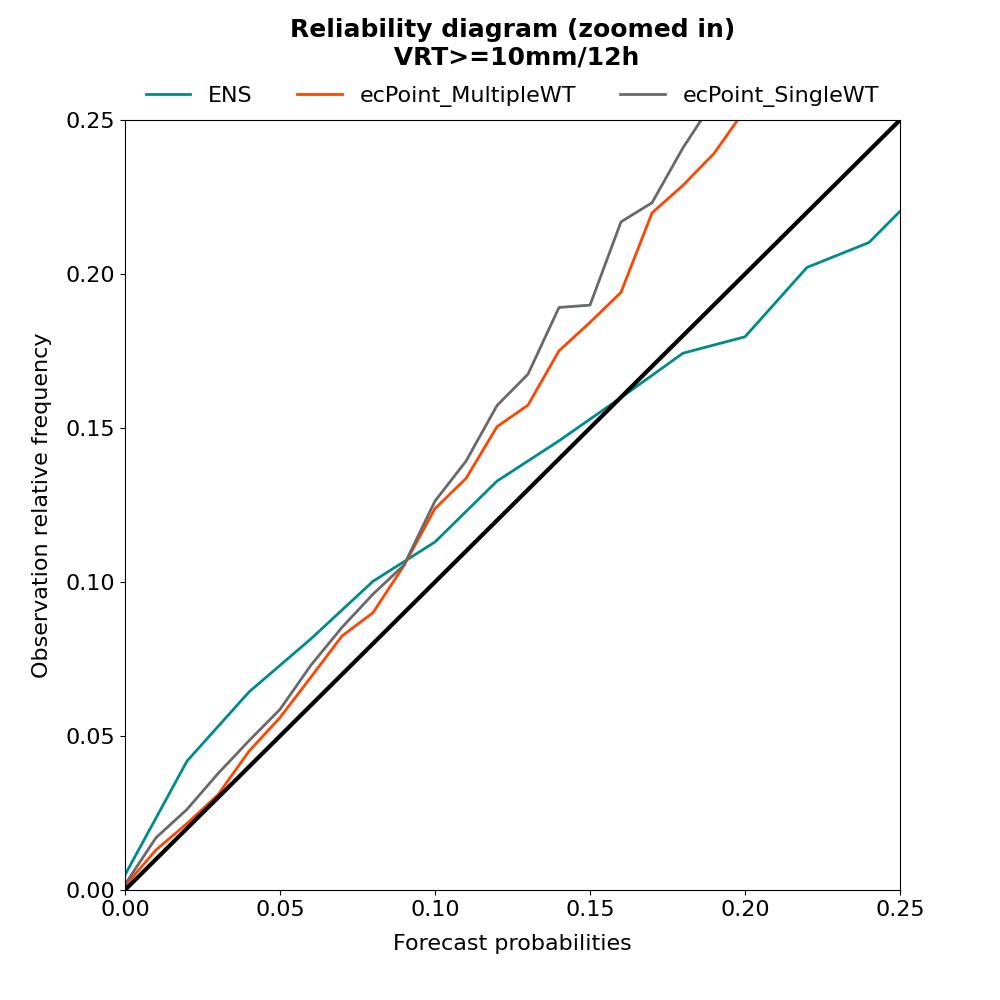 Reliability diagram (zoomed in)
VRT>=10mm/12h
ENS ecPoint_MultipleWT ecPoint_SingleWT
0.25
0.20
0.15
0.10
0.05
0.00
Observation relative frequency
0.00 0.05 0.10 0.15 0.20 0.25
Forecast probabilities